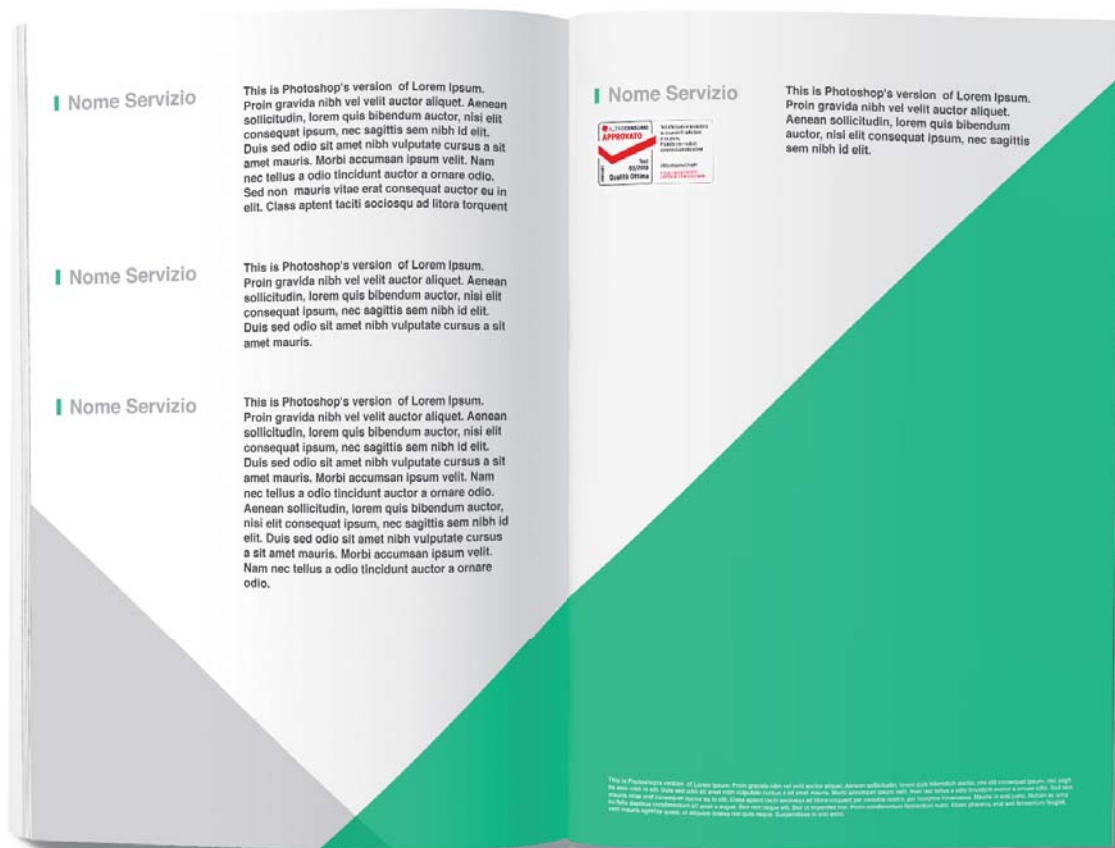 Nome Servizio
This is Photoshop's version of Lorem Ipsum.
Proin gravida nibh vel velit auctor aliquet. Aenean
sollicitudin, lorem quis bibendum auctor, nisi elit
consequat ipsum, nec sagittis sem nibh id elit.
Duis sed odio sit amet nibh vulputate cursus a sit
amet mauris. Morbi accumsan ipsum velit. Nam
nec tellus a odio tincidunt auctor a ornare odio.
Sed non mauris vitae erat consequat auctor eu in
elit. Class aptent taciti sociosqu ad litora torquent
Nome Servizio
This is Photoshop's version of Lorem Ipsum.
Proin gravida nibh vel velit auctor aliquet. Aenean
sollicitudin, lorem quis bibendum auctor, nisi elit
consequat ipsum, nec sagittis sem nibh id elit.
Duis sed odio sit amet nibh vulputate cursus a sit
amet mauris.
Nome Servizio
This is Photoshop's version of Lorem Ipsum.
Proin gravida nibh vel velit auctor aliquet. Aenean
sollicitudin, lorem quis bibendum auctor, nisi elit
consequat ipsum, nec sagittis sem nibh id elit.
Duis sed odio sit amet nibh vulputate cursus a sit
amet mauris. Morbi accumsan ipsum velit. Nam
nec tellus a odio tincidunt auctor a ornare odio.
Aenean sollicitudin, lorem quis bibendum auctor,
nisi elit consequat ipsum, nec sagittis sem nibh id
elit. Duis sed odio sit amet nibh vulputate cursus
a sit amet mauris. Morbi accumsan ipsum velit.
Nam nec tellus a odio tincidunt auctor a ornare
odio.
Nome Servizio
ALTROCONSUMO
APPROVATO
Test
03/2018
Qualità Ottima
This is Photoshop's version of Lorem Ipsum.
Proin gravida nibh vel velit auctor aliquet.
Aenean sollicitudin, lorem quis bibendum
auctor, nisi elit consequat ipsum, nec sagittis
sem nibh id elit.